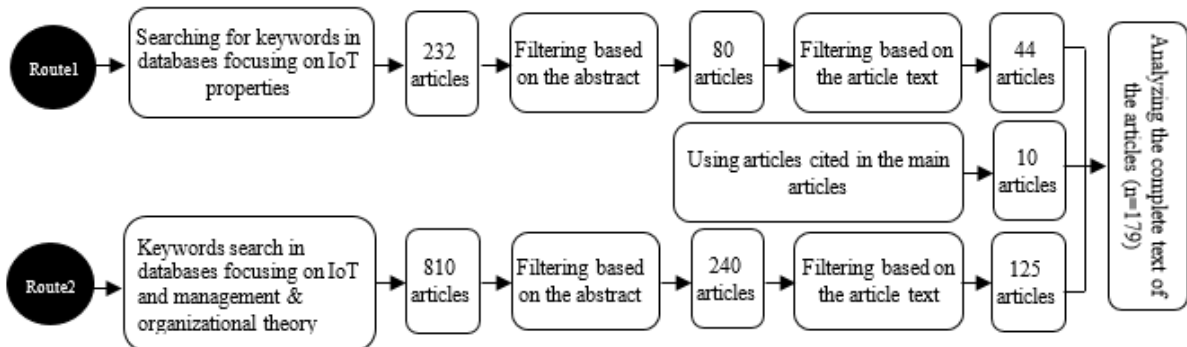 Route1
Searching for keywords in
databases focusing on IoT
properties
232
articles
Filtering based
on the abstract
80
articles
Filtering based on
the article text
44
articles
Using articles cited in the main
articles
10
articles
Route2
Keywords search in
databases focusing on IoT
and management &
organizational theory
810
articles
Filtering based
on the abstract
240
articles
Filtering based on
the article text
125
articles
Analyzing the complete text of
the articles (n=179)